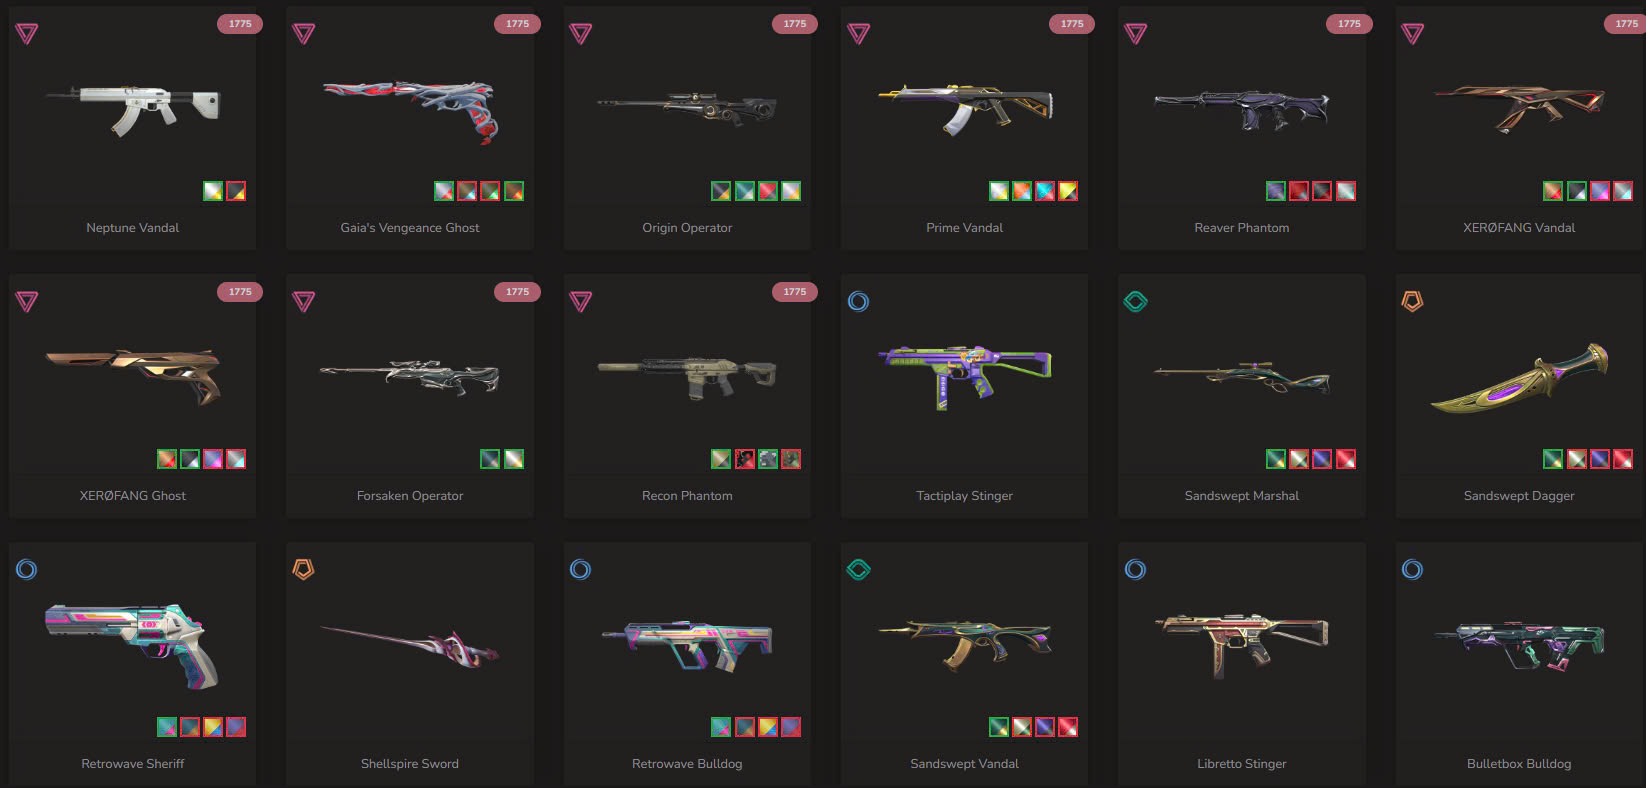 1775
1775
1775
1775
1775
1775
Neptune Vandal
Gaia's Vengeance Ghost
Origin Operator
Prime Vandal
Reaver Phantom
XERØFANG Vandal
1775
1775
1775
XERØFANG Ghost
Forsaken Operator
Recon Phantom
Tactiplay Stinger
Sandswept Marshal
Sandswept Dagger
Retrowave Sheriff
Shellspire Sword
Retrowave Bulldog
Sandswept Vandal
Libretto Stinger
Bulletbox Bulldog